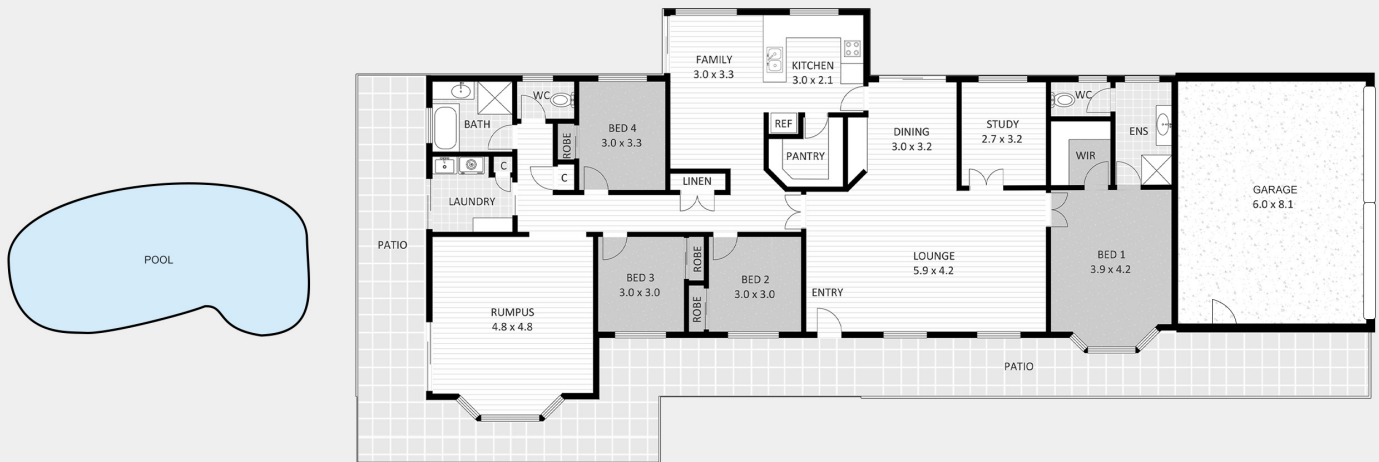 FAMILY
3.0 x 3.3
KITCHEN
3.0 x 2.1
WC
BATH
BED 4
3.0 x 3.3
ROBE
REF
PANTRY
DINING
3.0 x 3.2
STUDY
2.7 x 3.2
WC
ENS
WIR
C
C
LINEN
LAUNDRY
GARAGE
6.0 x 8.1
PATIO
POOL
BED 3
3.0 x 3.0
ROBE
ROBE
BED 2
3.0 x 3.0
LOUNGE
5.9 x 4.2
BED 1
3.9 x 4.2
ENTRY
RUMPUS
4.8 x 4.8
PATIO